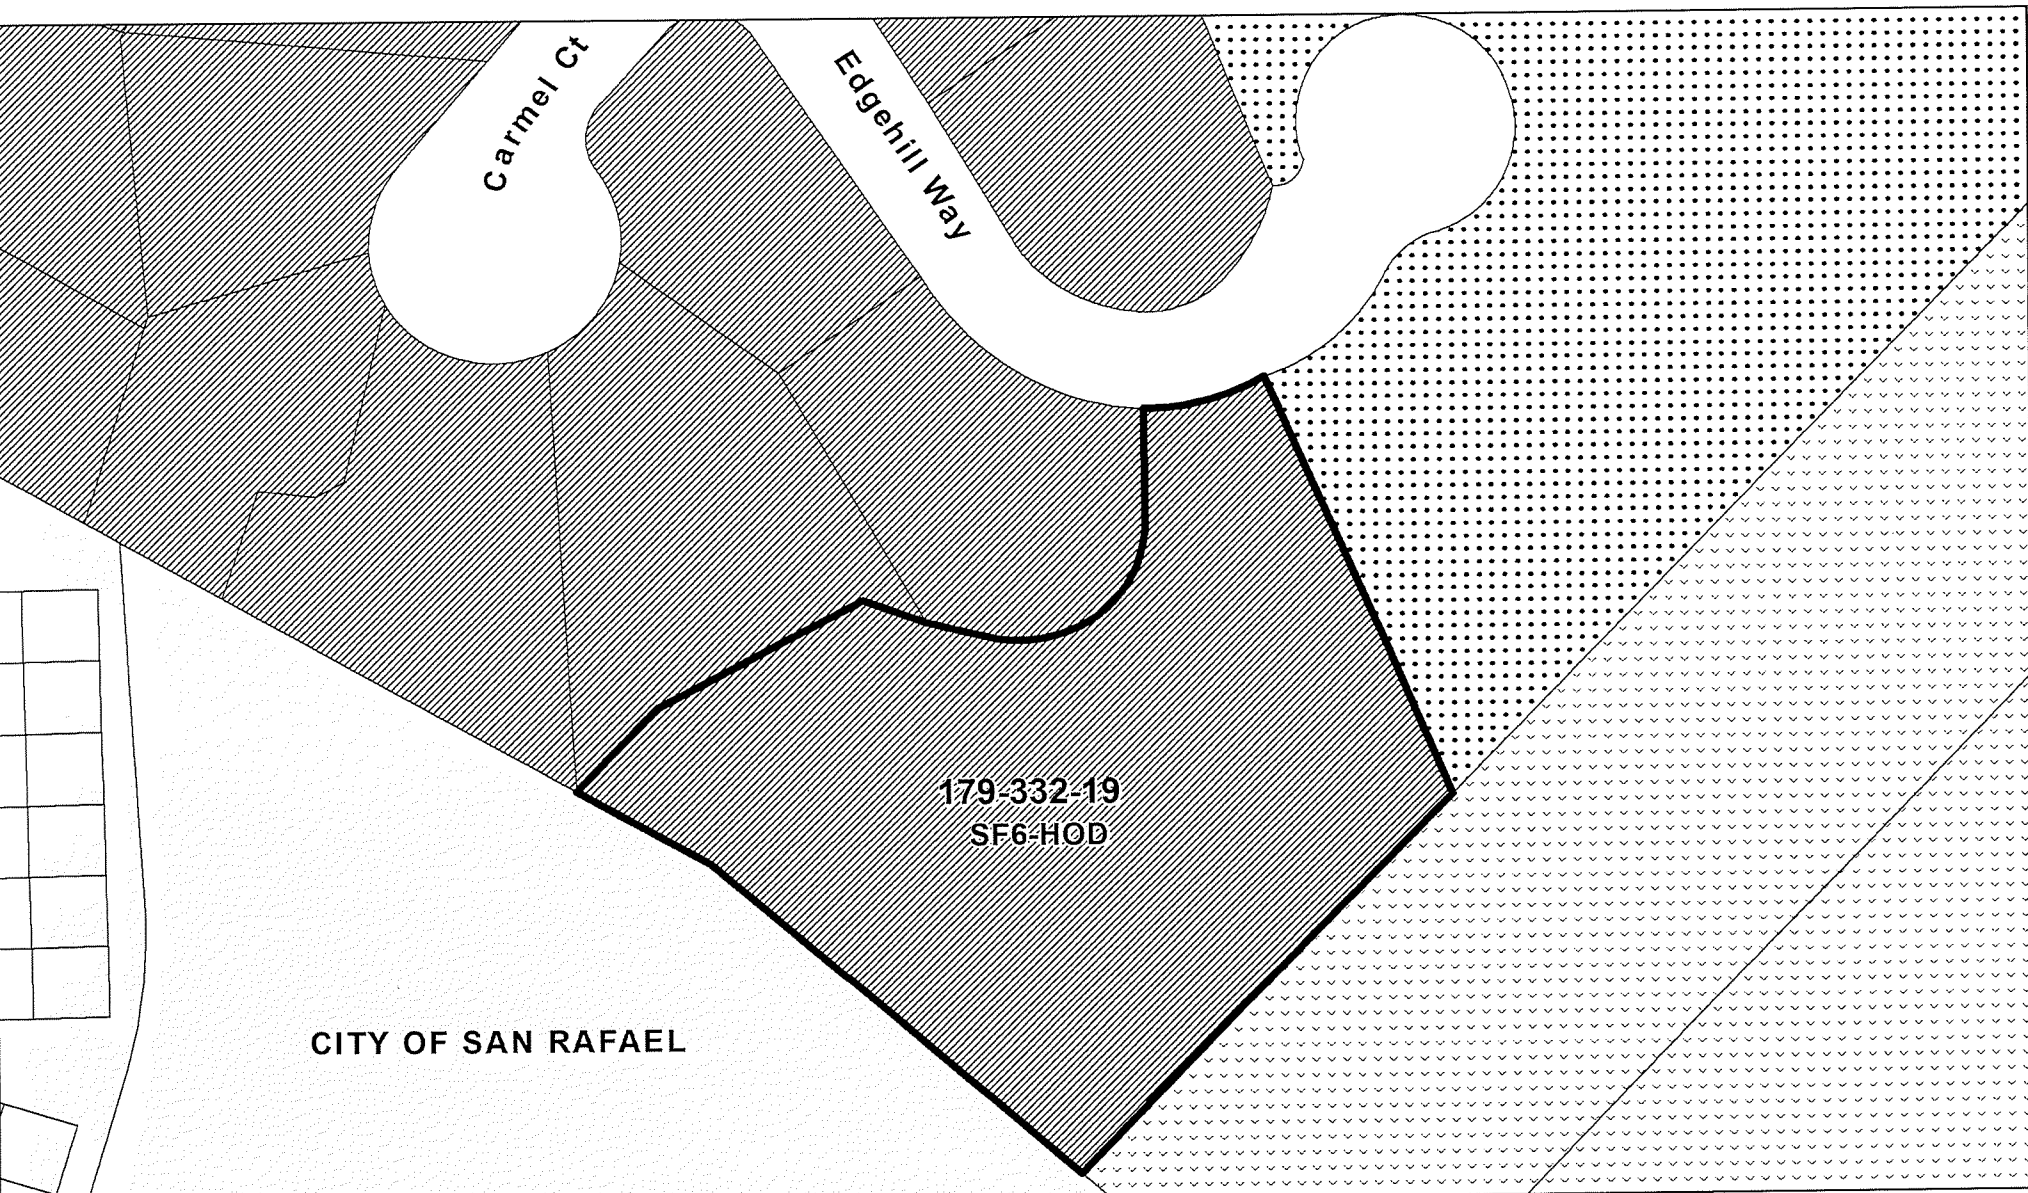 Carmel Ct
Edgehill Way
179-332-19
SF6-HOD
CITY OF SAN RAFAEL